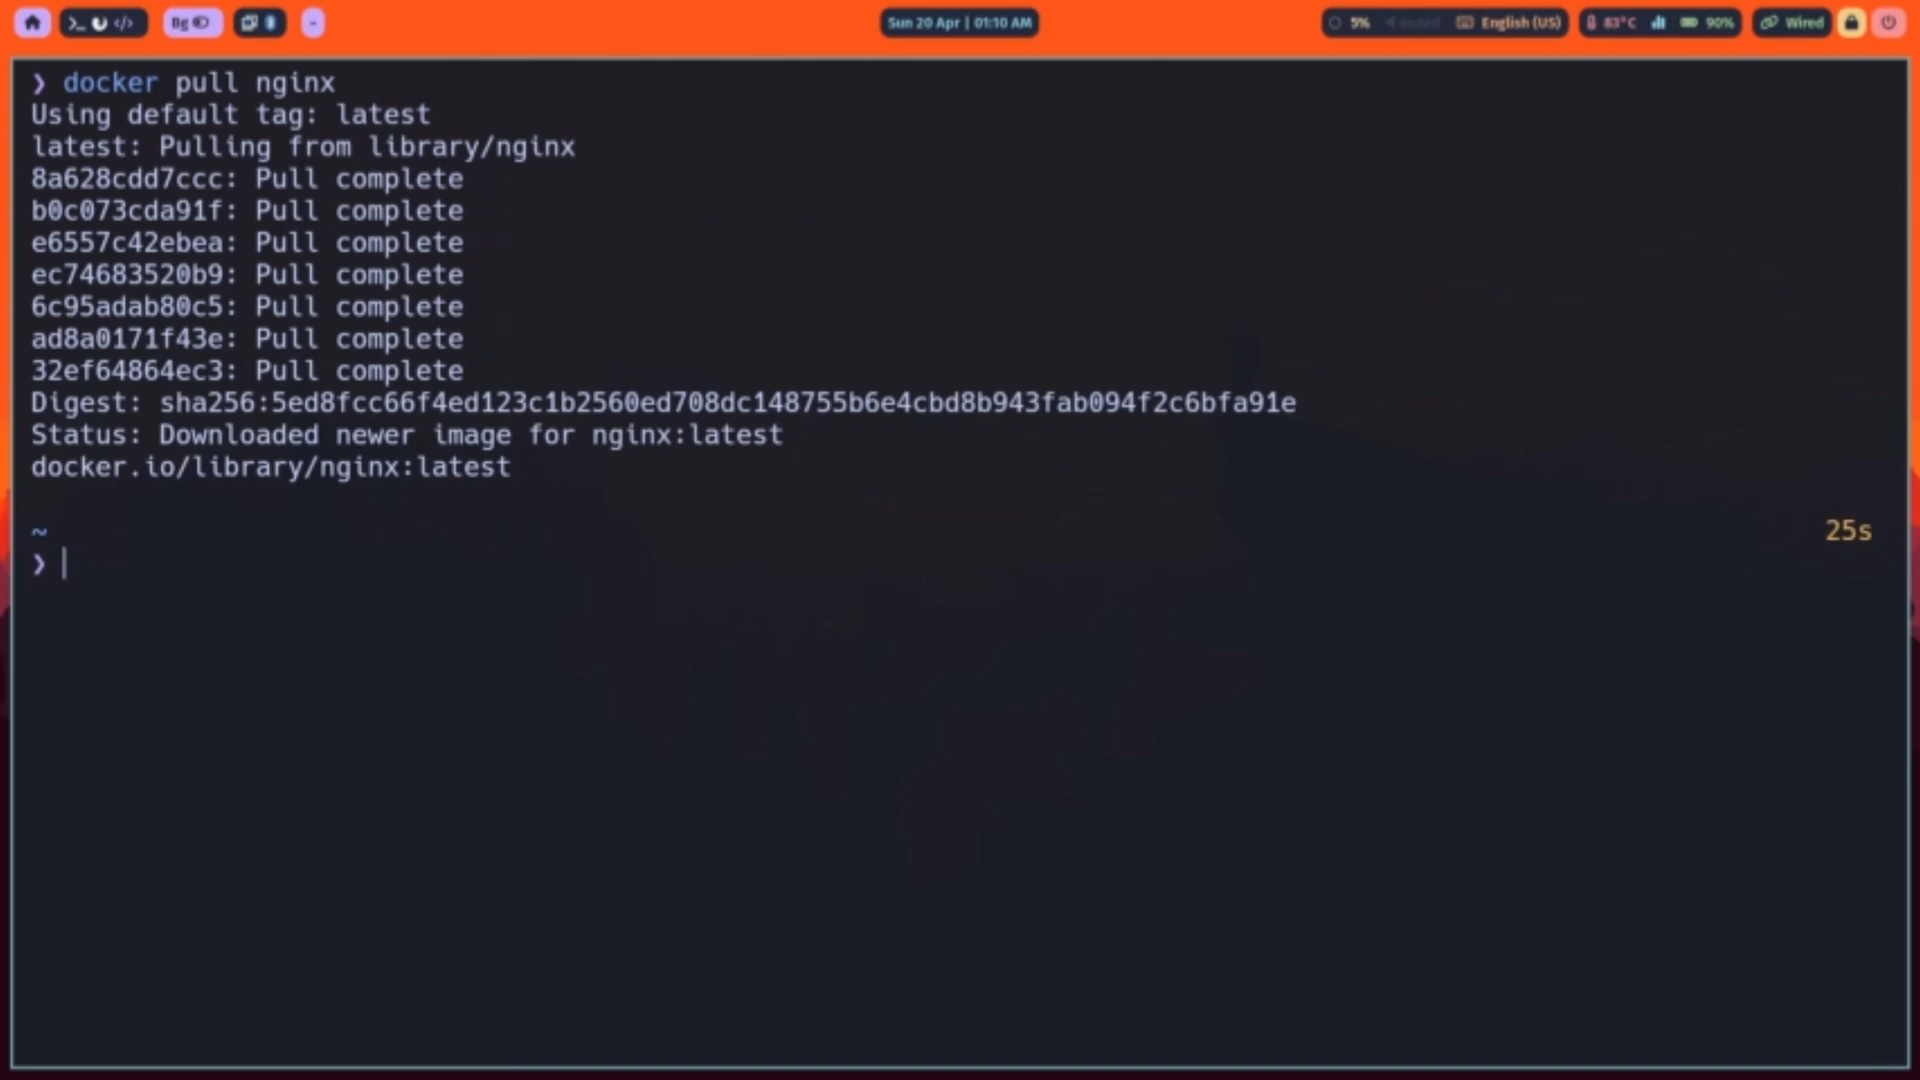 Bg
Sun 20 Apr | 01:10 AM
5% muted English (US) 83°C 90% Wired
❯ docker pull nginx
Using default tag: latest
latest: Pulling from library/nginx
8a628cdd7ccc: Pull complete
b0c073cda91f: Pull complete
e6557c42ebea: Pull complete
ec74683520b9: Pull complete
6c95adab80c5: Pull complete
ad8a0171f43e: Pull complete
32ef64864ec3: Pull complete
Digest: sha256:5ed8fcc66f4ed123c1b2560ed708dc148755b6e4cbd8b943fab094f2c6bfa91e
Status: Downloaded newer image for nginx:latest
docker.io/library/nginx:latest
~ 25s
❯